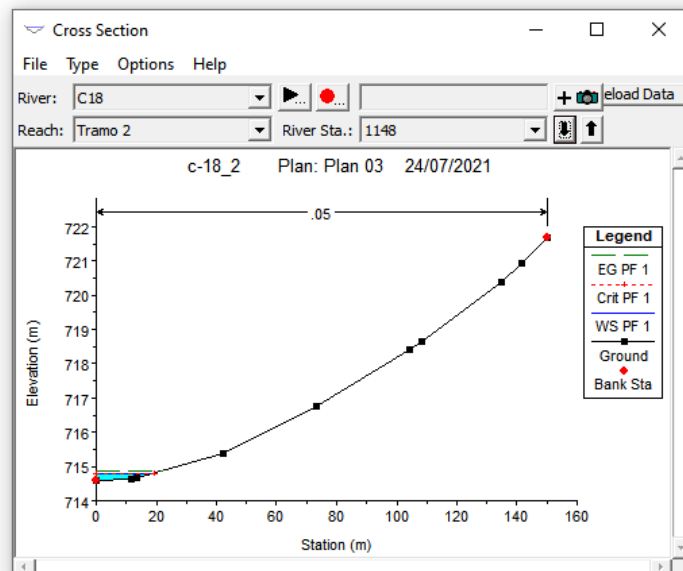 Cross Section
File Type Options Help
River: C18 eload Data
Reach: Tramo 2 River Sta.: 1148
c-18_2 Plan: Plan 03 24/07/2021
.05
722
721
720
719
718
717
716
715
714
Elevation (m)
0 20 40 60 80 100 120 140 160
Station (m)
Legend
EG PF 1
Crit PF 1
WS PF 1
Ground
Bank Sta